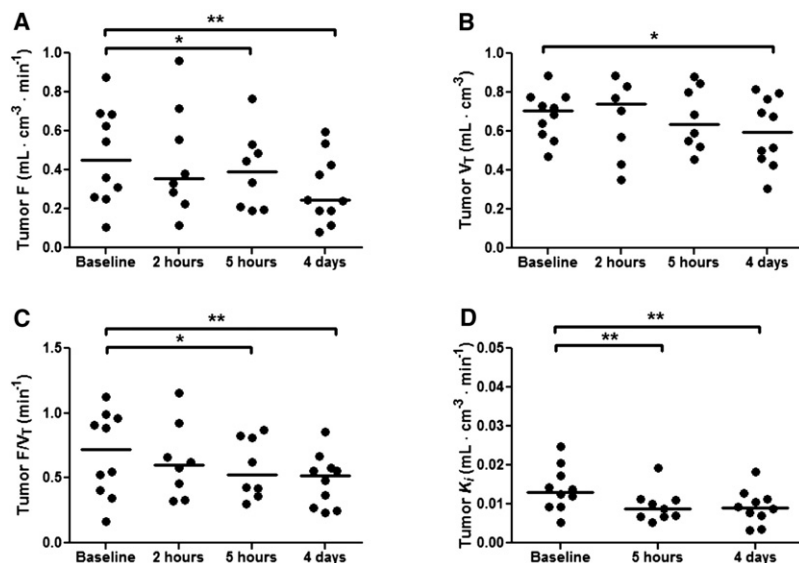 A
**
*
1.0
0.8
0.6
0.4
0.2
0.0
Tumor F (mL · cm⁻³ · min⁻¹)
Baseline 2 hours 5 hours 4 days
B
*
1.0
0.8
0.6
0.4
0.2
0.0
Tumor V_T (mL · cm⁻³)
Baseline 2 hours 5 hours 4 days
C
**
*
1.5
1.0
0.5
0.0
Tumor F/V_T (min⁻¹)
Baseline 2 hours 5 hours 4 days
D
**
**
0.05
0.04
0.03
0.02
0.01
0.00
Tumor K_i (mL · cm⁻³ · min⁻¹)
Baseline 5 hours 4 days